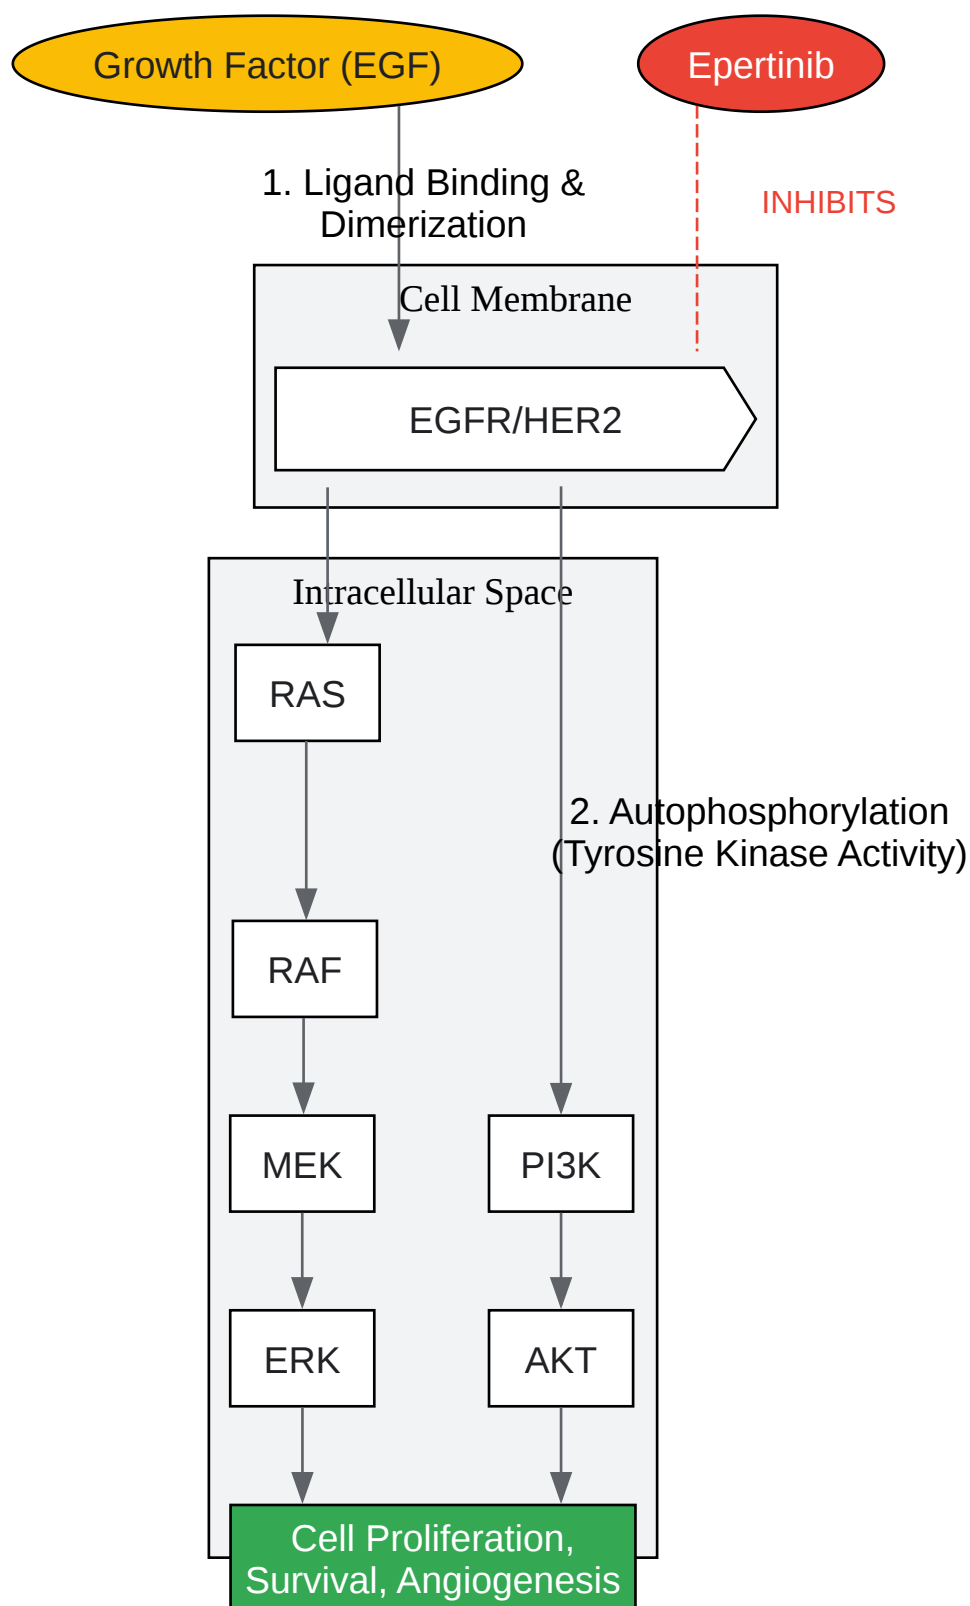 Growth Factor (EGF)
Epertinib
1. Ligand Binding &
Dimerization
INHIBITS
Cell Membrane
EGFR/HER2
Intracellular Space
RAS
2. Autophosphorylation
(Tyrosine Kinase Activity)
RAF
MEK
PI3K
ERK
AKT
Cell Proliferation,
Survival, Angiogenesis